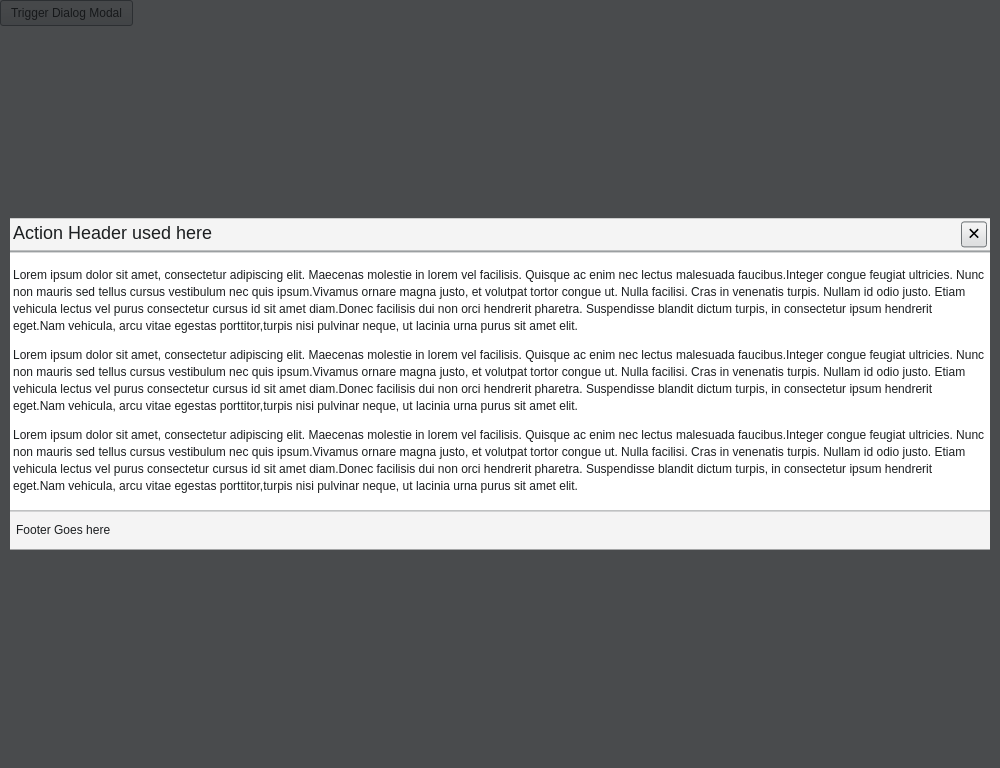 Trigger Dialog Modal
Action Header used here
Lorem ipsum dolor sit amet, consectetur adipiscing elit. Maecenas molestie in lorem vel facilisis. Quisque ac enim nec lectus malesuada faucibus.Integer congue feugiat ultricies. Nunc
non mauris sed tellus cursus vestibulum nec quis ipsum.Vivamus ornare magna justo, et volutpat tortor congue ut. Nulla facilisi. Cras in venenatis turpis. Nullam id odio justo. Etiam
vehicula lectus vel purus consectetur cursus id sit amet diam.Donec facilisis dui non orci hendrerit pharetra. Suspendisse blandit dictum turpis, in consectetur ipsum hendrerit
eget.Nam vehicula, arcu vitae egestas porttitor,turpis nisi pulvinar neque, ut lacinia urna purus sit amet elit.
Lorem ipsum dolor sit amet, consectetur adipiscing elit. Maecenas molestie in lorem vel facilisis. Quisque ac enim nec lectus malesuada faucibus.Integer congue feugiat ultricies. Nunc
non mauris sed tellus cursus vestibulum nec quis ipsum.Vivamus ornare magna justo, et volutpat tortor congue ut. Nulla facilisi. Cras in venenatis turpis. Nullam id odio justo. Etiam
vehicula lectus vel purus consectetur cursus id sit amet diam.Donec facilisis dui non orci hendrerit pharetra. Suspendisse blandit dictum turpis, in consectetur ipsum hendrerit
eget.Nam vehicula, arcu vitae egestas porttitor,turpis nisi pulvinar neque, ut lacinia urna purus sit amet elit.
Lorem ipsum dolor sit amet, consectetur adipiscing elit. Maecenas molestie in lorem vel facilisis. Quisque ac enim nec lectus malesuada faucibus.Integer congue feugiat ultricies. Nunc
non mauris sed tellus cursus vestibulum nec quis ipsum.Vivamus ornare magna justo, et volutpat tortor congue ut. Nulla facilisi. Cras in venenatis turpis. Nullam id odio justo. Etiam
vehicula lectus vel purus consectetur cursus id sit amet diam.Donec facilisis dui non orci hendrerit pharetra. Suspendisse blandit dictum turpis, in consectetur ipsum hendrerit
eget.Nam vehicula, arcu vitae egestas porttitor,turpis nisi pulvinar neque, ut lacinia urna purus sit amet elit.
Footer Goes here